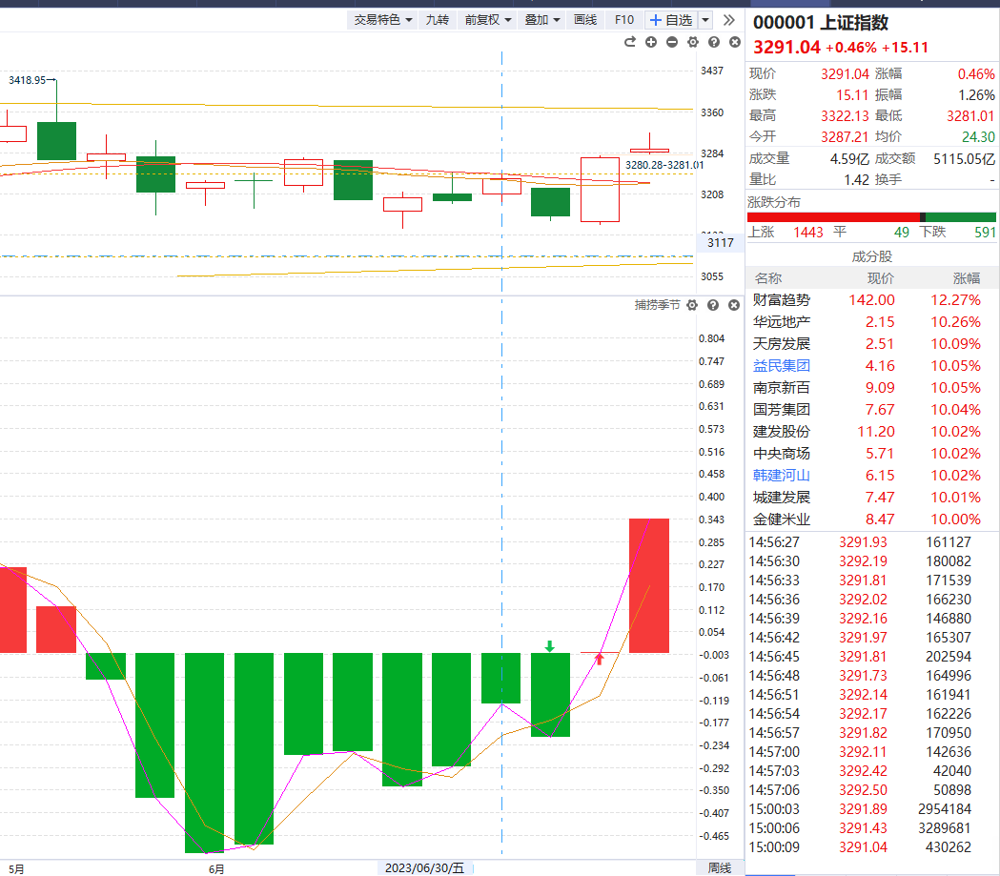 交易特色 九转 前复权 叠加 画线 F10 自选
3418.95
3437
3360
3284
3280.28-3281.01
3208
3117
3055
捕捞季节
0.804
0.747
0.689
0.631
0.573
0.516
0.458
0.400
0.343
0.285
0.227
0.170
0.112
0.054
-0.003
-0.061
-0.119
-0.177
-0.234
-0.292
-0.350
-0.407
-0.465
5月 6月 2023/06/30/五 周线
000001 上证指数
3291.04 +0.46% +15.11
现价 3291.04 涨幅 0.46%
涨跌 15.11 振幅 1.26%
最高 3322.13 最低 3281.01
今开 3287.21 均价 24.30
成交量 4.59亿 成交额 5115.05亿
量比 1.42 换手 -
涨跌分布
上涨 1443 平 49 下跌 591
成分股
名称 现价 涨幅
财富趋势 142.00 12.27%
华远地产 2.15 10.26%
天房发展 2.51 10.09%
益民集团 4.16 10.05%
南京新百 9.09 10.05%
国芳集团 7.67 10.04%
建发股份 11.20 10.02%
中央商场 5.71 10.02%
韩建河山 6.15 10.02%
城建发展 7.47 10.01%
金健米业 8.47 10.00%
14:56:27 3291.93 161127
14:56:30 3292.19 180082
14:56:33 3291.81 171539
14:56:36 3292.02 166230
14:56:39 3292.16 146880
14:56:42 3291.97 165307
14:56:45 3291.81 202594
14:56:48 3291.73 164996
14:56:51 3292.14 161941
14:56:54 3292.17 162226
14:56:57 3291.82 170950
14:57:00 3292.11 142636
14:57:03 3292.42 42040
14:57:06 3292.50 50898
15:00:03 3291.89 2954184
15:00:06 3291.43 3289681
15:00:09 3291.04 430262